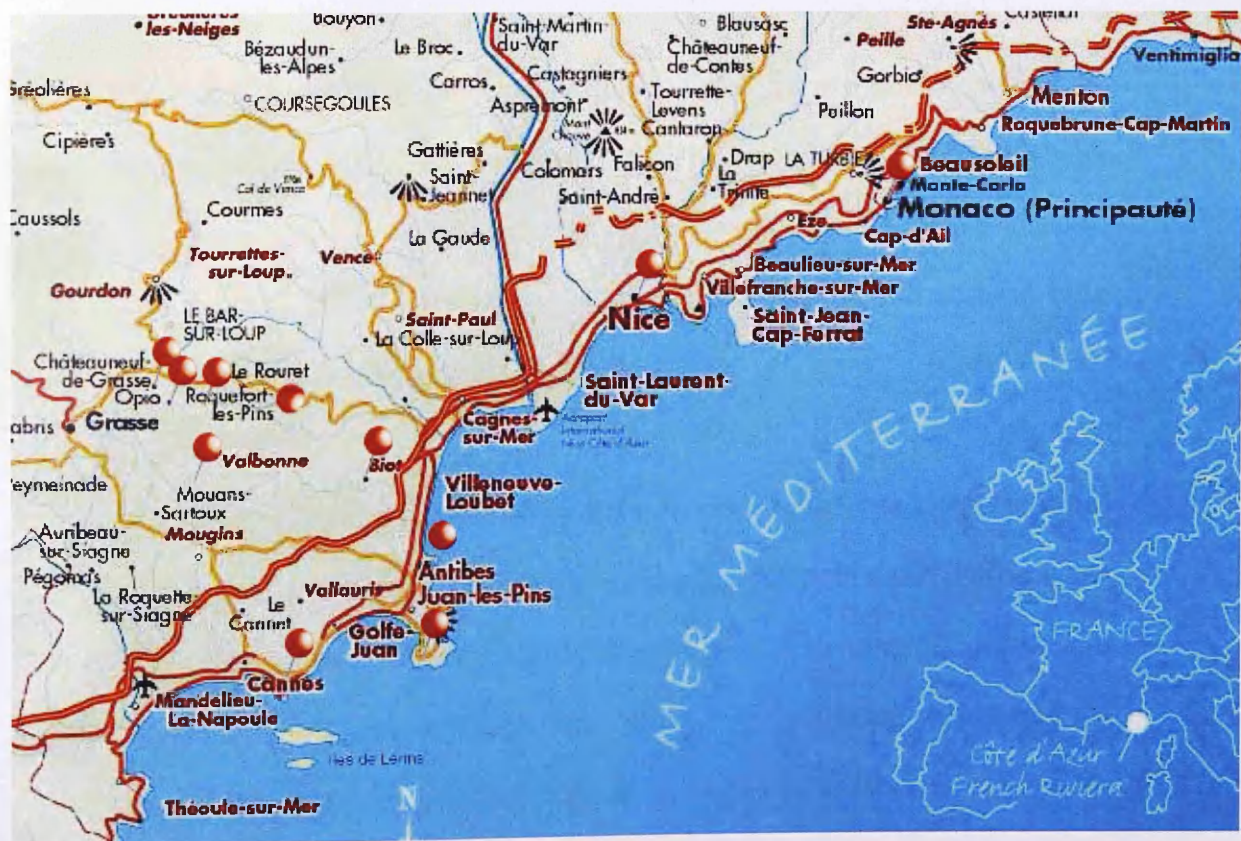 les-Neiges
Bouyon
Bézaudun-
les-Alpes
Le Broc
Saint-Martin
du-Var
Blausasc
Châteauneuf
de-Contes
Peille
Ste-Agnès
Castellar
Gorbio
Ventimiglia
Carros
Castagniers
Aspremont
Tourrette-
Levens
Peillon
Menton
Roquebrune-Cap-Martin
COURSEGOULES
Cipières
Gattières
Saint-
Jeannet
Colomars
Falicon
Cantaron
Drap
La
Trinité
LA TURBIE
Beausoleil
Monte-Carlo
Monaco (Principauté)
Col de Vence
Courmes
Saint-André
Eze
Cap-d'Ail
La Gaude
Tourrettes-
sur-Loup
Vence
Beaulieu-sur-Mer
Villefranche-sur-Mer
Gourdon
LE BAR-
SUR-LOUP
Saint-Paul
La Colle-sur-Loup
Nice
Saint-Jean
Cap-Ferrat
Châteauneuf-
de-Grasse
Opio
Le Rouret
Roquefort
les-Pins
Saint-Laurent-
du-Var
Grasse
Cagnes-
sur-Mer
Valbonne
Biot
Villeneuve-
Loubet
Mouans-
Sartoux
Mougins
Auribeau-
sur-Siagne
Pégomas
La Roquette-
sur-Siagne
Vallauris
Antibes
Juan-les-Pins
Le
Cannet
Golfe-
Juan
Cannes
Mandelieu-
La-Napoule
Iles de Lérins
Théoule-sur-Mer
N
MER MÉDITERRANÉE
FRANCE
Côte d'Azur
French Riviera